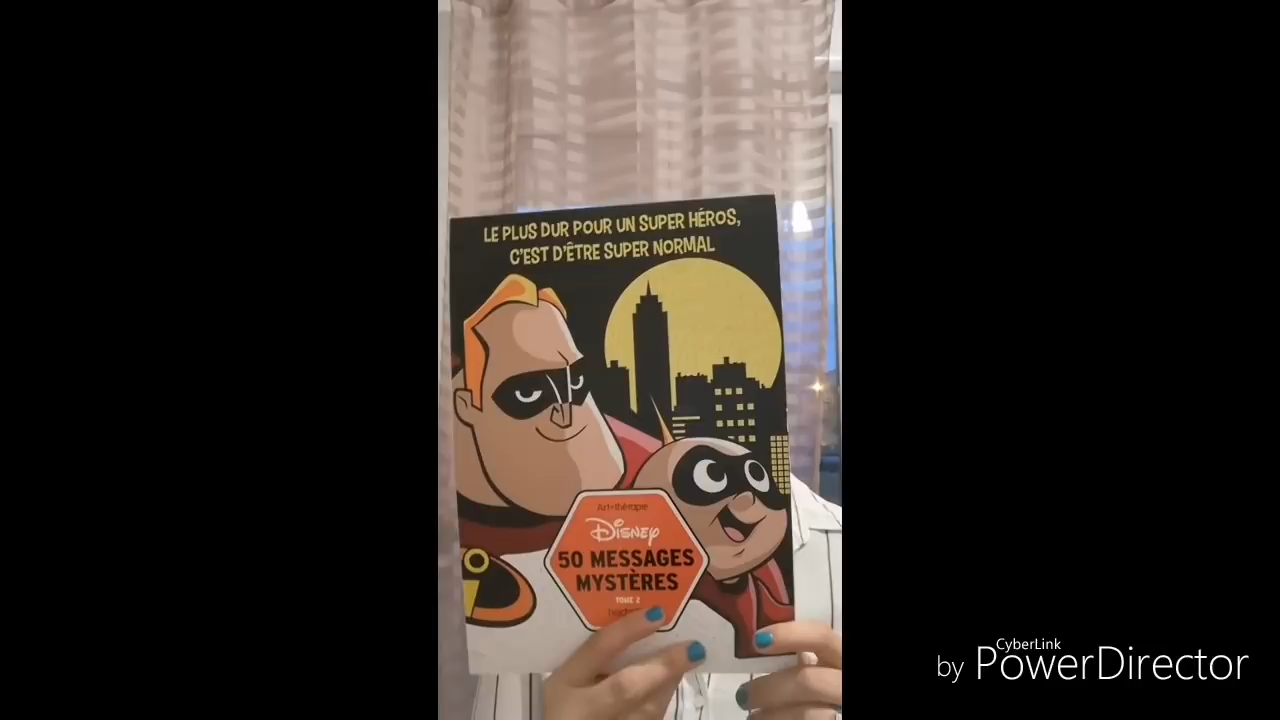 LE PLUS DUR POUR UN SUPER HÉROS,
C'EST D'ÊTRE SUPER NORMAL
Art-thérapie
Disney
50 MESSAGES
MYSTÈRES
TOME 2
CyberLink
by PowerDirector